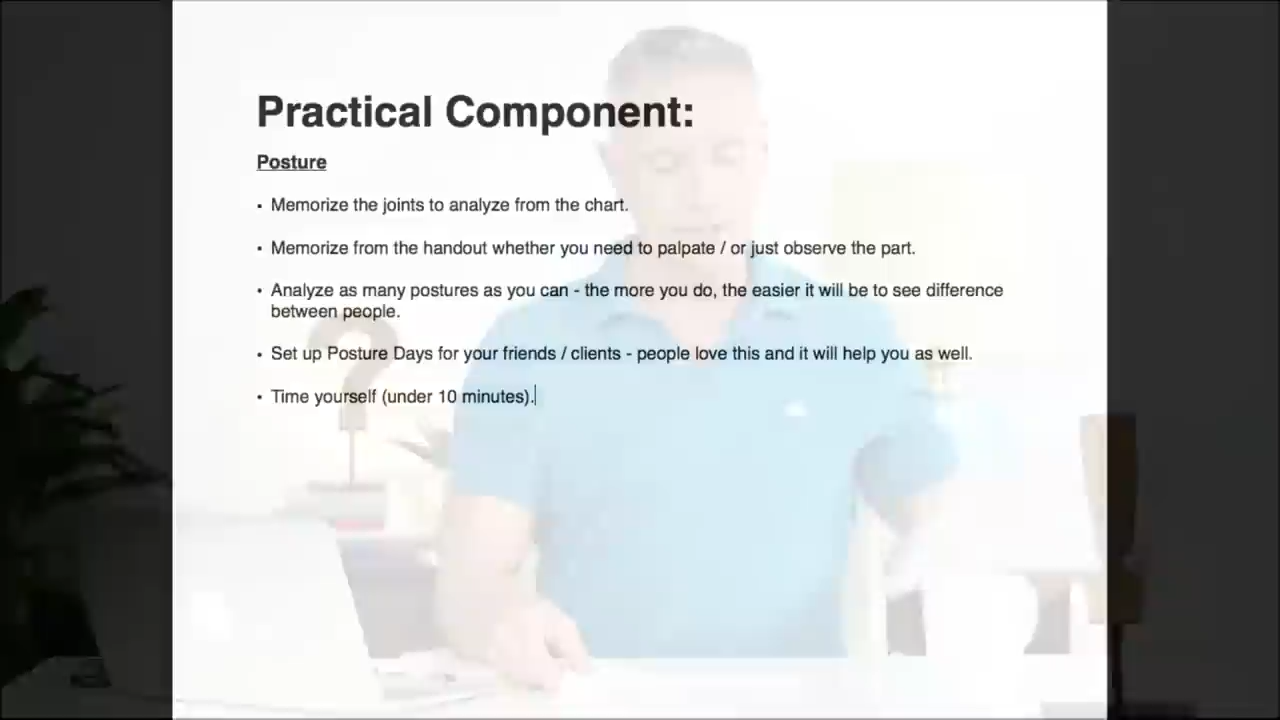 Practical Component:
Posture
• Memorize the joints to analyze from the chart.
• Memorize from the handout whether you need to palpate / or just observe the part.
• Analyze as many postures as you can - the more you do, the easier it will be to see difference
between people.
• Set up Posture Days for your friends / clients - people love this and it will help you as well.
• Time yourself (under 10 minutes).